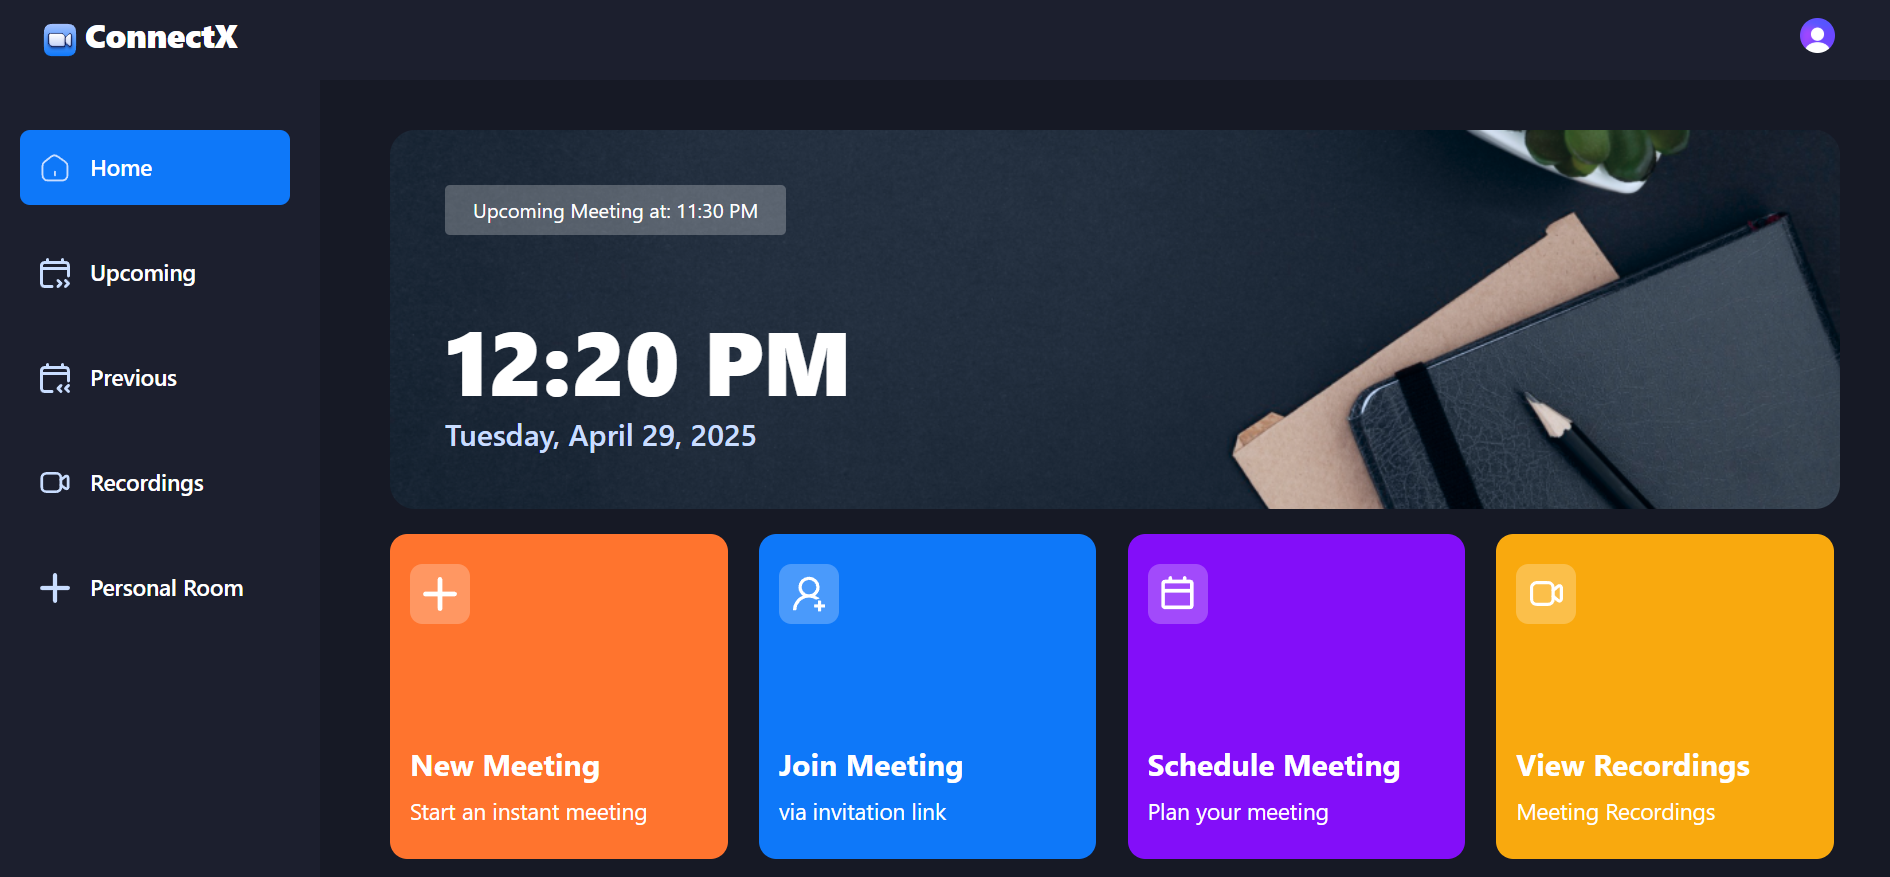 ConnectX
Home
Upcoming
Previous
Recordings
Personal Room
Upcoming Meeting at: 11:30 PM
12:20 PM
Tuesday, April 29, 2025
New Meeting
Start an instant meeting
Join Meeting
via invitation link
Schedule Meeting
Plan your meeting
View Recordings
Meeting Recordings